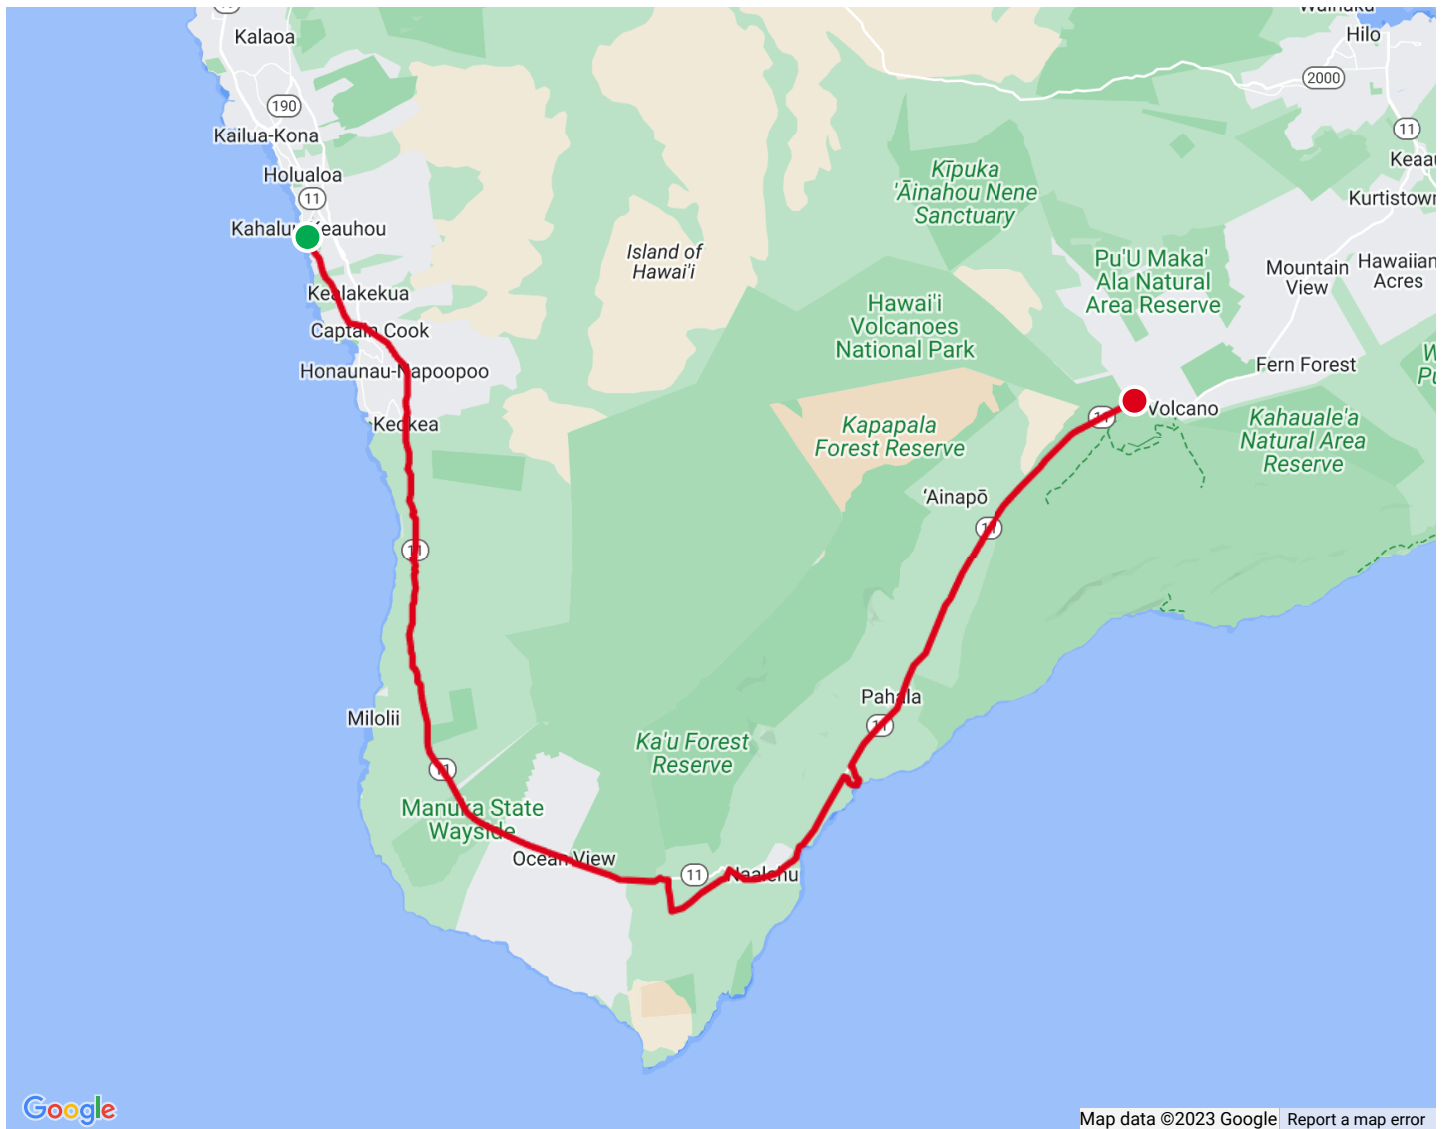 Kalaoa
Hilo
2000
190
11
Kailua-Kona
Holualoa
11
Kīpuka
'Āinahou Nene
Sanctuary
Kurtistown
Island of
Hawai'i
Pu'U Maka'
Ala Natural
Area Reserve
Mountain
View
Hawaiian
Acres
Kealakekua
Captain Cook
Hawai'i
Volcanoes
National Park
Honaunau-Napoopoo
Fern Forest
Volcano
11
Kahauale'a
Natural Area
Reserve
Kapapala
Forest Reserve
Keokea
ʻAinapō
11
11
Pahala
11
Milolii
Ka'u Forest
Reserve
11
Manuka State
Wayside
Ocean View
11
Naalehu
Google
Map data ©2023 Google
Report a map error